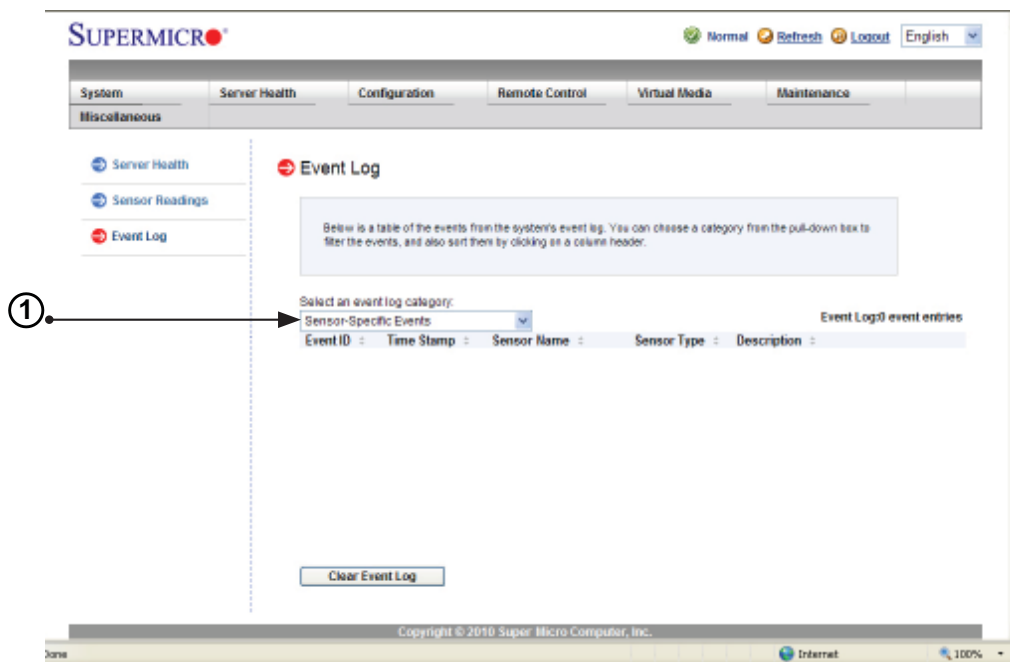 SUPERMICRO
Normal Refresh Logout English
System Server Health Configuration Remote Control Virtual Media Maintenance
Miscellaneous
Server Health
Sensor Readings
Event Log
Event Log
Below is a table of the events from the system's event log. You can choose a category from the pull-down box to
filter the events, and also sort them by clicking on a column header.
1
Select an event log category:
Sensor-Specific Events
Event Log:0 event entries
Event ID Time Stamp Sensor Name Sensor Type Description
Clear Event Log
Copyright © 2010 Super Micro Computer, Inc.
Done Internet 100%